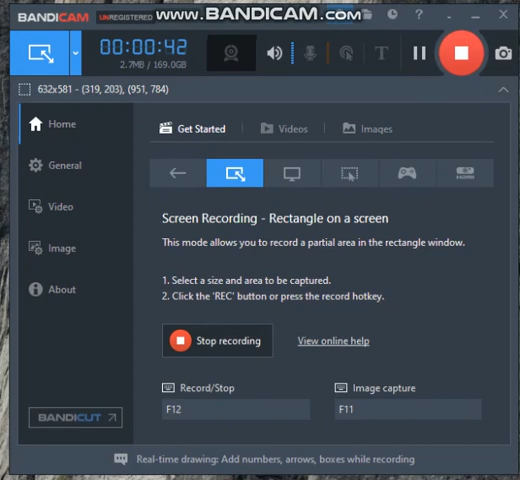 BANDICAM UNREGISTERED www.BANDICAM.com
00:00:42
2.7MB / 169.0GB
632x581 - (319, 203), (951, 784)
Home
General
Video
Image
About
BANDICUT
Get Started
Videos
Images
Screen Recording - Rectangle on a screen
This mode allows you to record a partial area in the rectangle window.
1. Select a size and area to be captured.
2. Click the 'REC' button or press the record hotkey.
Stop recording
View online help
Record/Stop
F12
Image capture
F11
Real-time drawing: Add numbers, arrows, boxes while recording